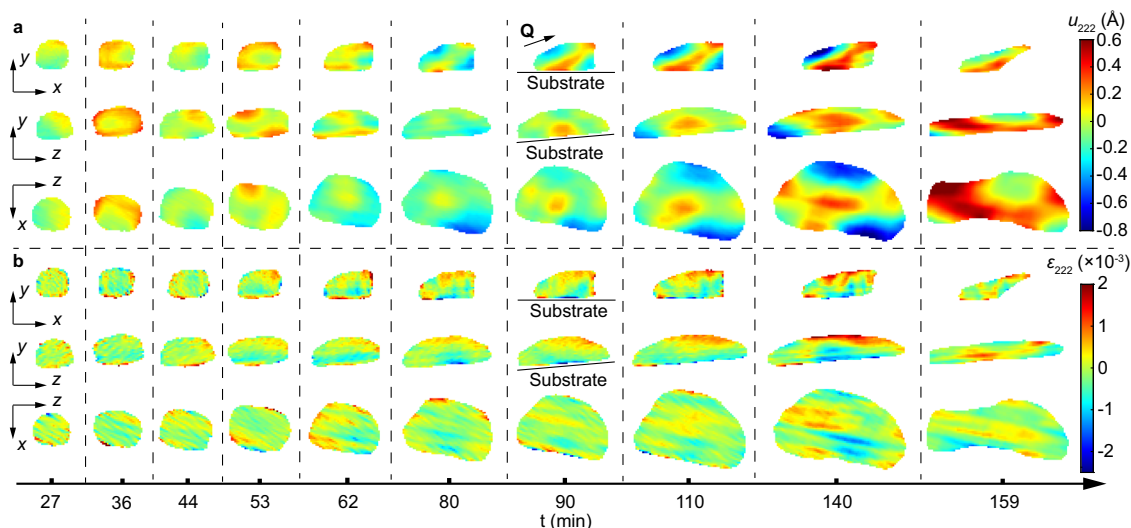 a
Q
u222 (Å)
y
x
Substrate
y
z
Substrate
z
x
0.6
0.4
0.2
0
-0.2
-0.4
-0.6
-0.8
b
ε222 (×10-3)
y
x
Substrate
y
z
Substrate
z
x
2
1
0
-1
-2
27 36 44 53 62 80 90 110 140 159
t (min)